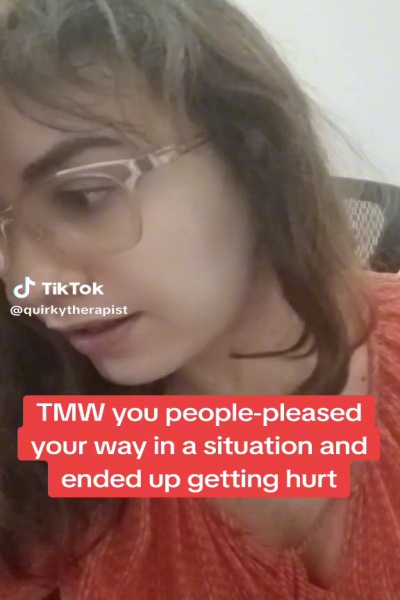 TikTok
@quirkytherapist
TMW you people-pleased
your way in a situation and
ended up getting hurt